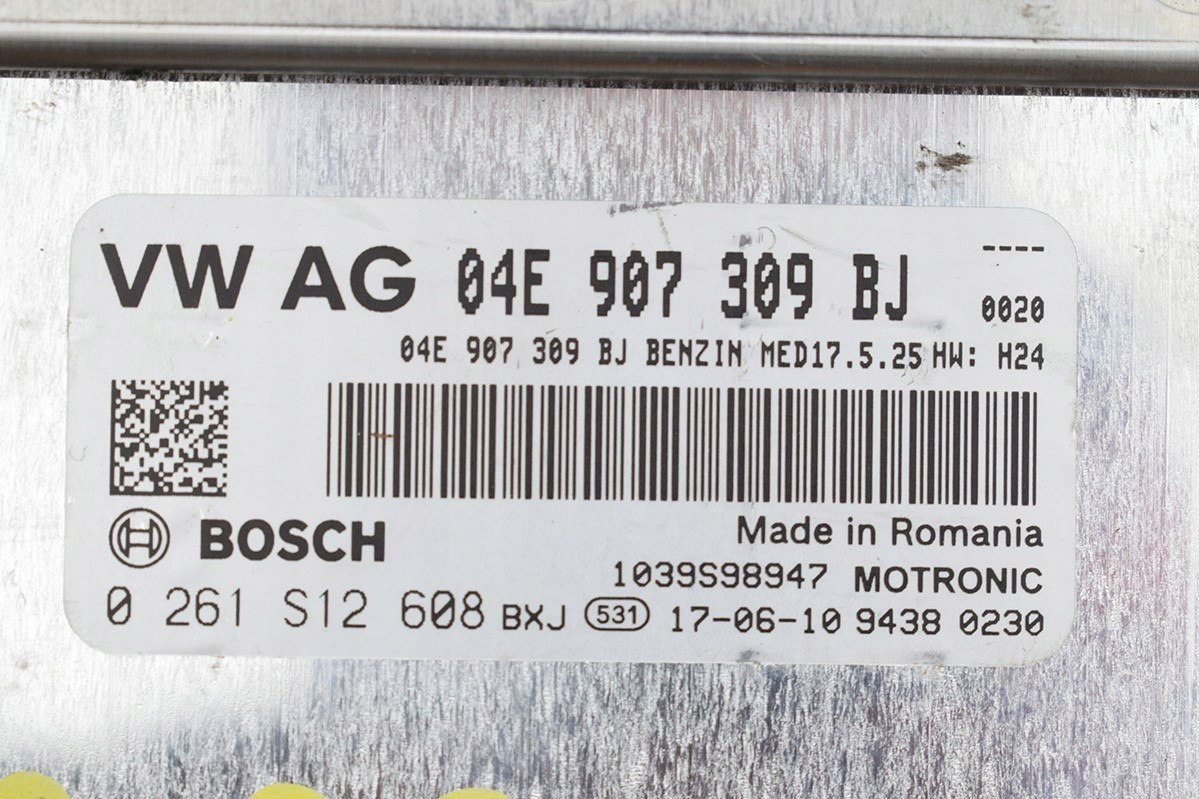 VW AG 04E 907 309 BJ ----
0020
04E 907 309 BJ BENZIN MED17.5.25 HW: H24
BOSCH
Made in Romania
1039S98947 MOTRONIC
0 261 S12 608 BXJ 531 17-06-10 9438 0230